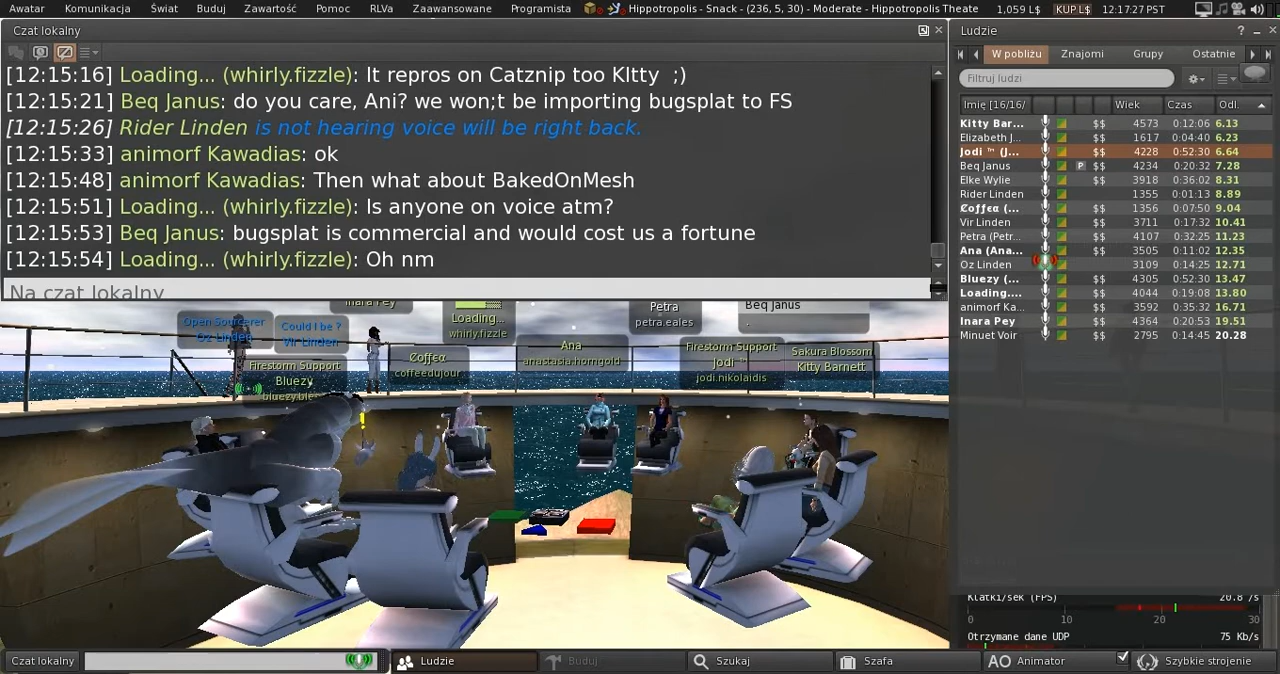 Awatar Komunikacja Świat Buduj Zawartość Pomoc RLVa Zaawansowane Programista Hippotropolis - Snack - (236, 5, 30) - Moderate - Hippotropolis Theate 1,059 L$ KUP L$ 12:17:27 PST
Czat lokalny
[12:15:16] Loading... (whirly.fizzle): It repros on Catznip too KItty ;)
[12:15:21] Beq Janus: do you care, Ani? we won;t be importing bugsplat to FS
[12:15:26] Rider Linden is not hearing voice will be right back.
[12:15:33] animorf Kawadias: ok
[12:15:48] animorf Kawadias: Then what about BakedOnMesh
[12:15:51] Loading... (whirly.fizzle): Is anyone on voice atm?
[12:15:53] Beq Janus: bugsplat is commercial and would cost us a fortune
[12:15:54] Loading... (whirly.fizzle): Oh nm
Na czat lokalny
Ludzie
W pobliżu Znajomi Grupy Ostatnie
Filtruj ludzi
Imię [16/16/ Wiek Czas Odl.
Kitty Bar... $$ 4573 0:12:06 6.13
Elizabeth J... $$ 1617 0:04:40 6.23
Jodi ™ (J... $$ 4228 0:52:30 6.64
Beq Janus P $$ 4234 0:20:32 7.28
Elke Wylie $$ 3918 0:36:02 8.31
Rider Linden 1355 0:01:13 8.89
Coffєα (... $$ 1356 0:07:50 9.04
Vir Linden $$ 3711 0:17:32 10.41
Petra (Petr... $$ 4107 0:32:25 11.23
Ana (Ana... $$ 3505 0:11:02 12.35
Oz Linden 3109 0:14:25 12.71
Bluezy (... $$ 4305 0:52:30 13.47
Loading.... $$ 4044 0:19:08 13.80
animorf Ka... $$ 3592 0:35:32 16.71
Inara Pey $$ 4364 0:20:53 19.51
Minuet Voir $$ 2795 0:14:45 20.28
Inara Pey
Loading...
whirly.fizzle
Petra
petra.eales
Beq Janus
.
Open Sourcerer
Oz Linden
Could I be ?
Vir Linden
Firestorm Support
Bluezy
Coffєα
coffeedujour
Ana
anastasia.horngold
Firestorm Support
Jodi ™
jodi.nikolaidis
Sakura Blossom
Kitty Barnett
Klatki/sek (FPS) 20.8 /s
0 10 20 30
Otrzymane dane UDP 75 Kb/s
Czat lokalny Ludzie Buduj Szukaj Szafa AO Animator Szybkie strojenie